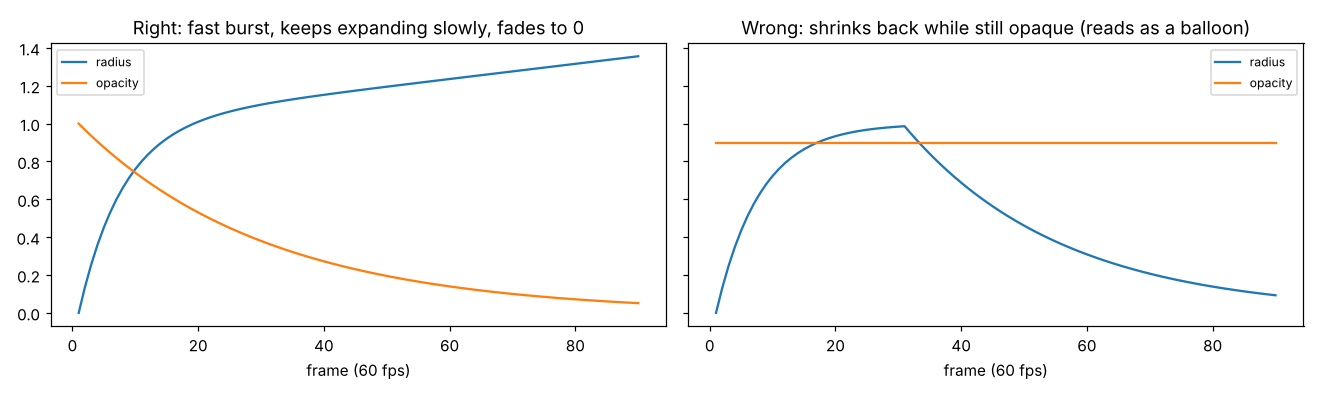 Right: fast burst, keeps expanding slowly, fades to 0
radius
opacity
1.4
1.2
1.0
0.8
0.6
0.4
0.2
0.0
0 20 40 60 80
frame (60 fps)
Wrong: shrinks back while still opaque (reads as a balloon)
radius
opacity
0 20 40 60 80
frame (60 fps)